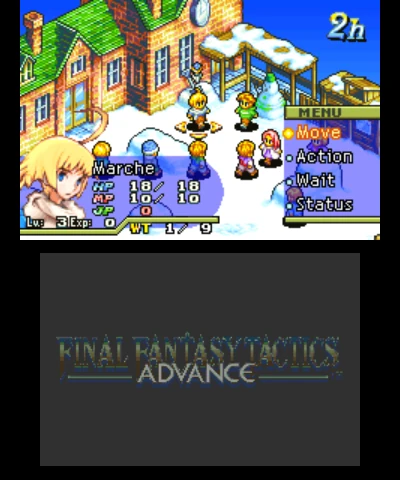 2h
MENU
Move
Action
Wait
Status
Marche
HP 18/ 18
MP 10/ 10
JP 0
Lv. 3 Exp: 0
WT 1/ 9
FINAL FANTASY TACTICS
ADVANCE